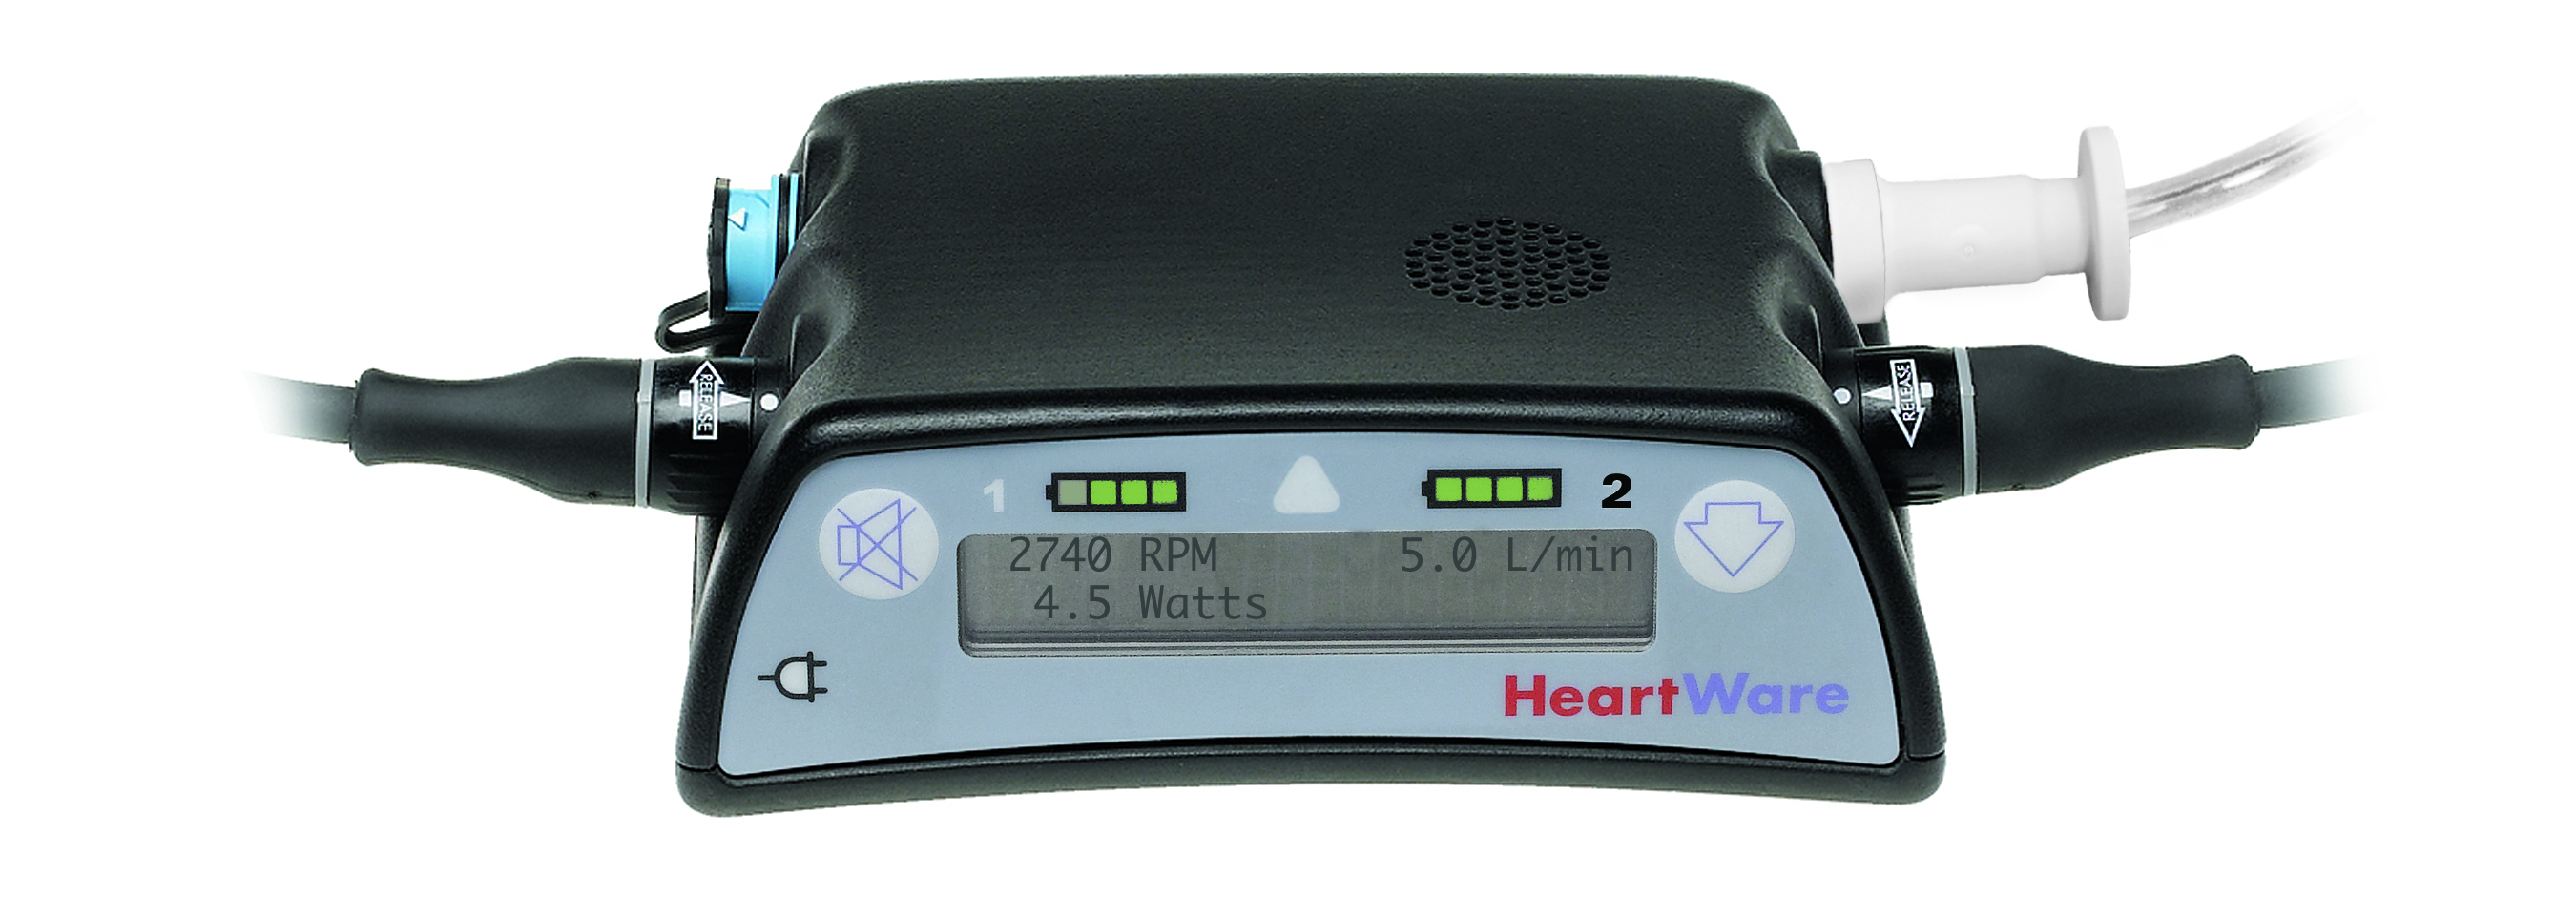 RELEASE
RELEASE
1 2
2740 RPM 5.0 L/min
4.5 Watts
HeartWare